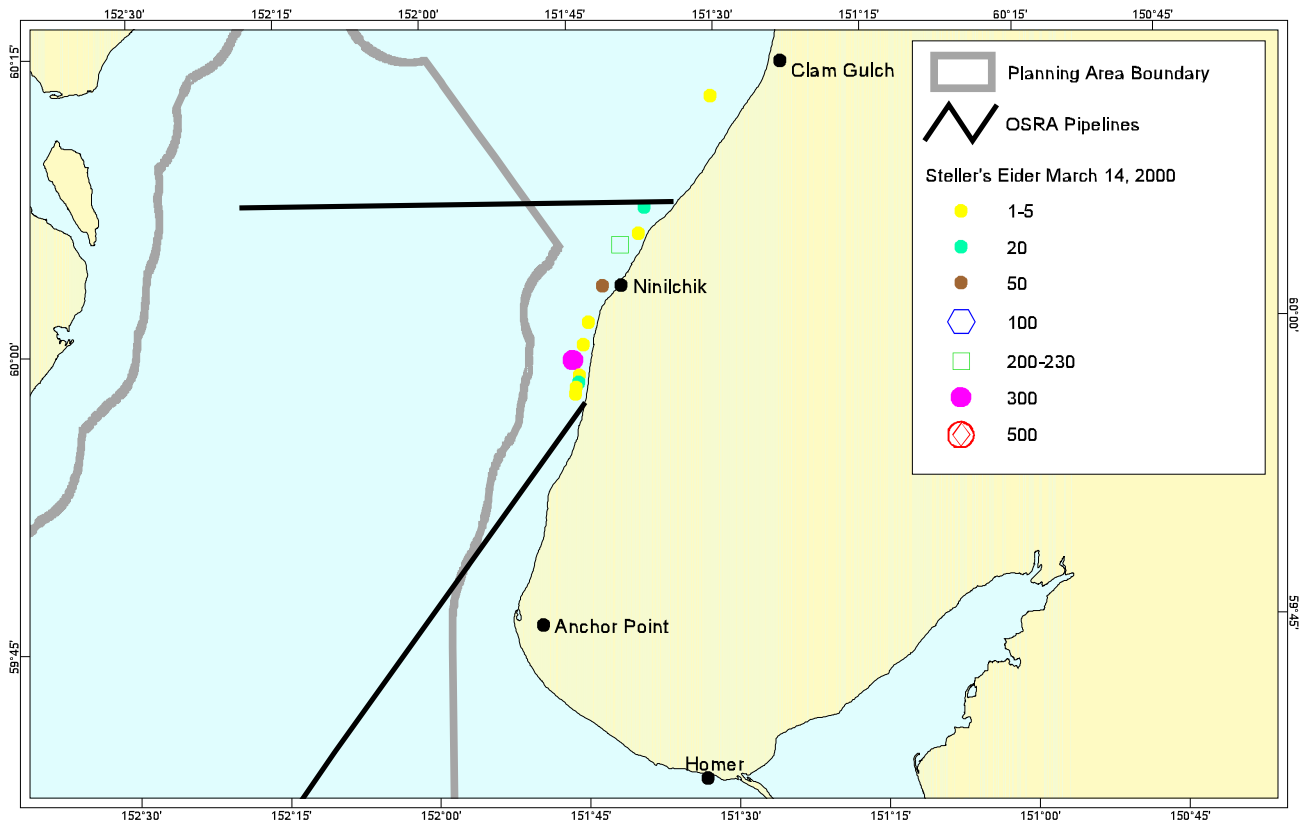 152°30' 152°15' 152°00' 151°45' 151°30' 151°15' 60°15' 150°45'
60°15'
Clam Gulch
Planning Area Boundary
OSRA Pipelines
Steller's Eider March 14, 2000
1-5
20
50
100
200-230
300
500
Ninilchik
60°00'
60°00'
59°45'
Anchor Point
59°45'
Homer
152°30' 152°15' 152°00' 151°45' 151°30' 151°15' 151°00' 150°45'